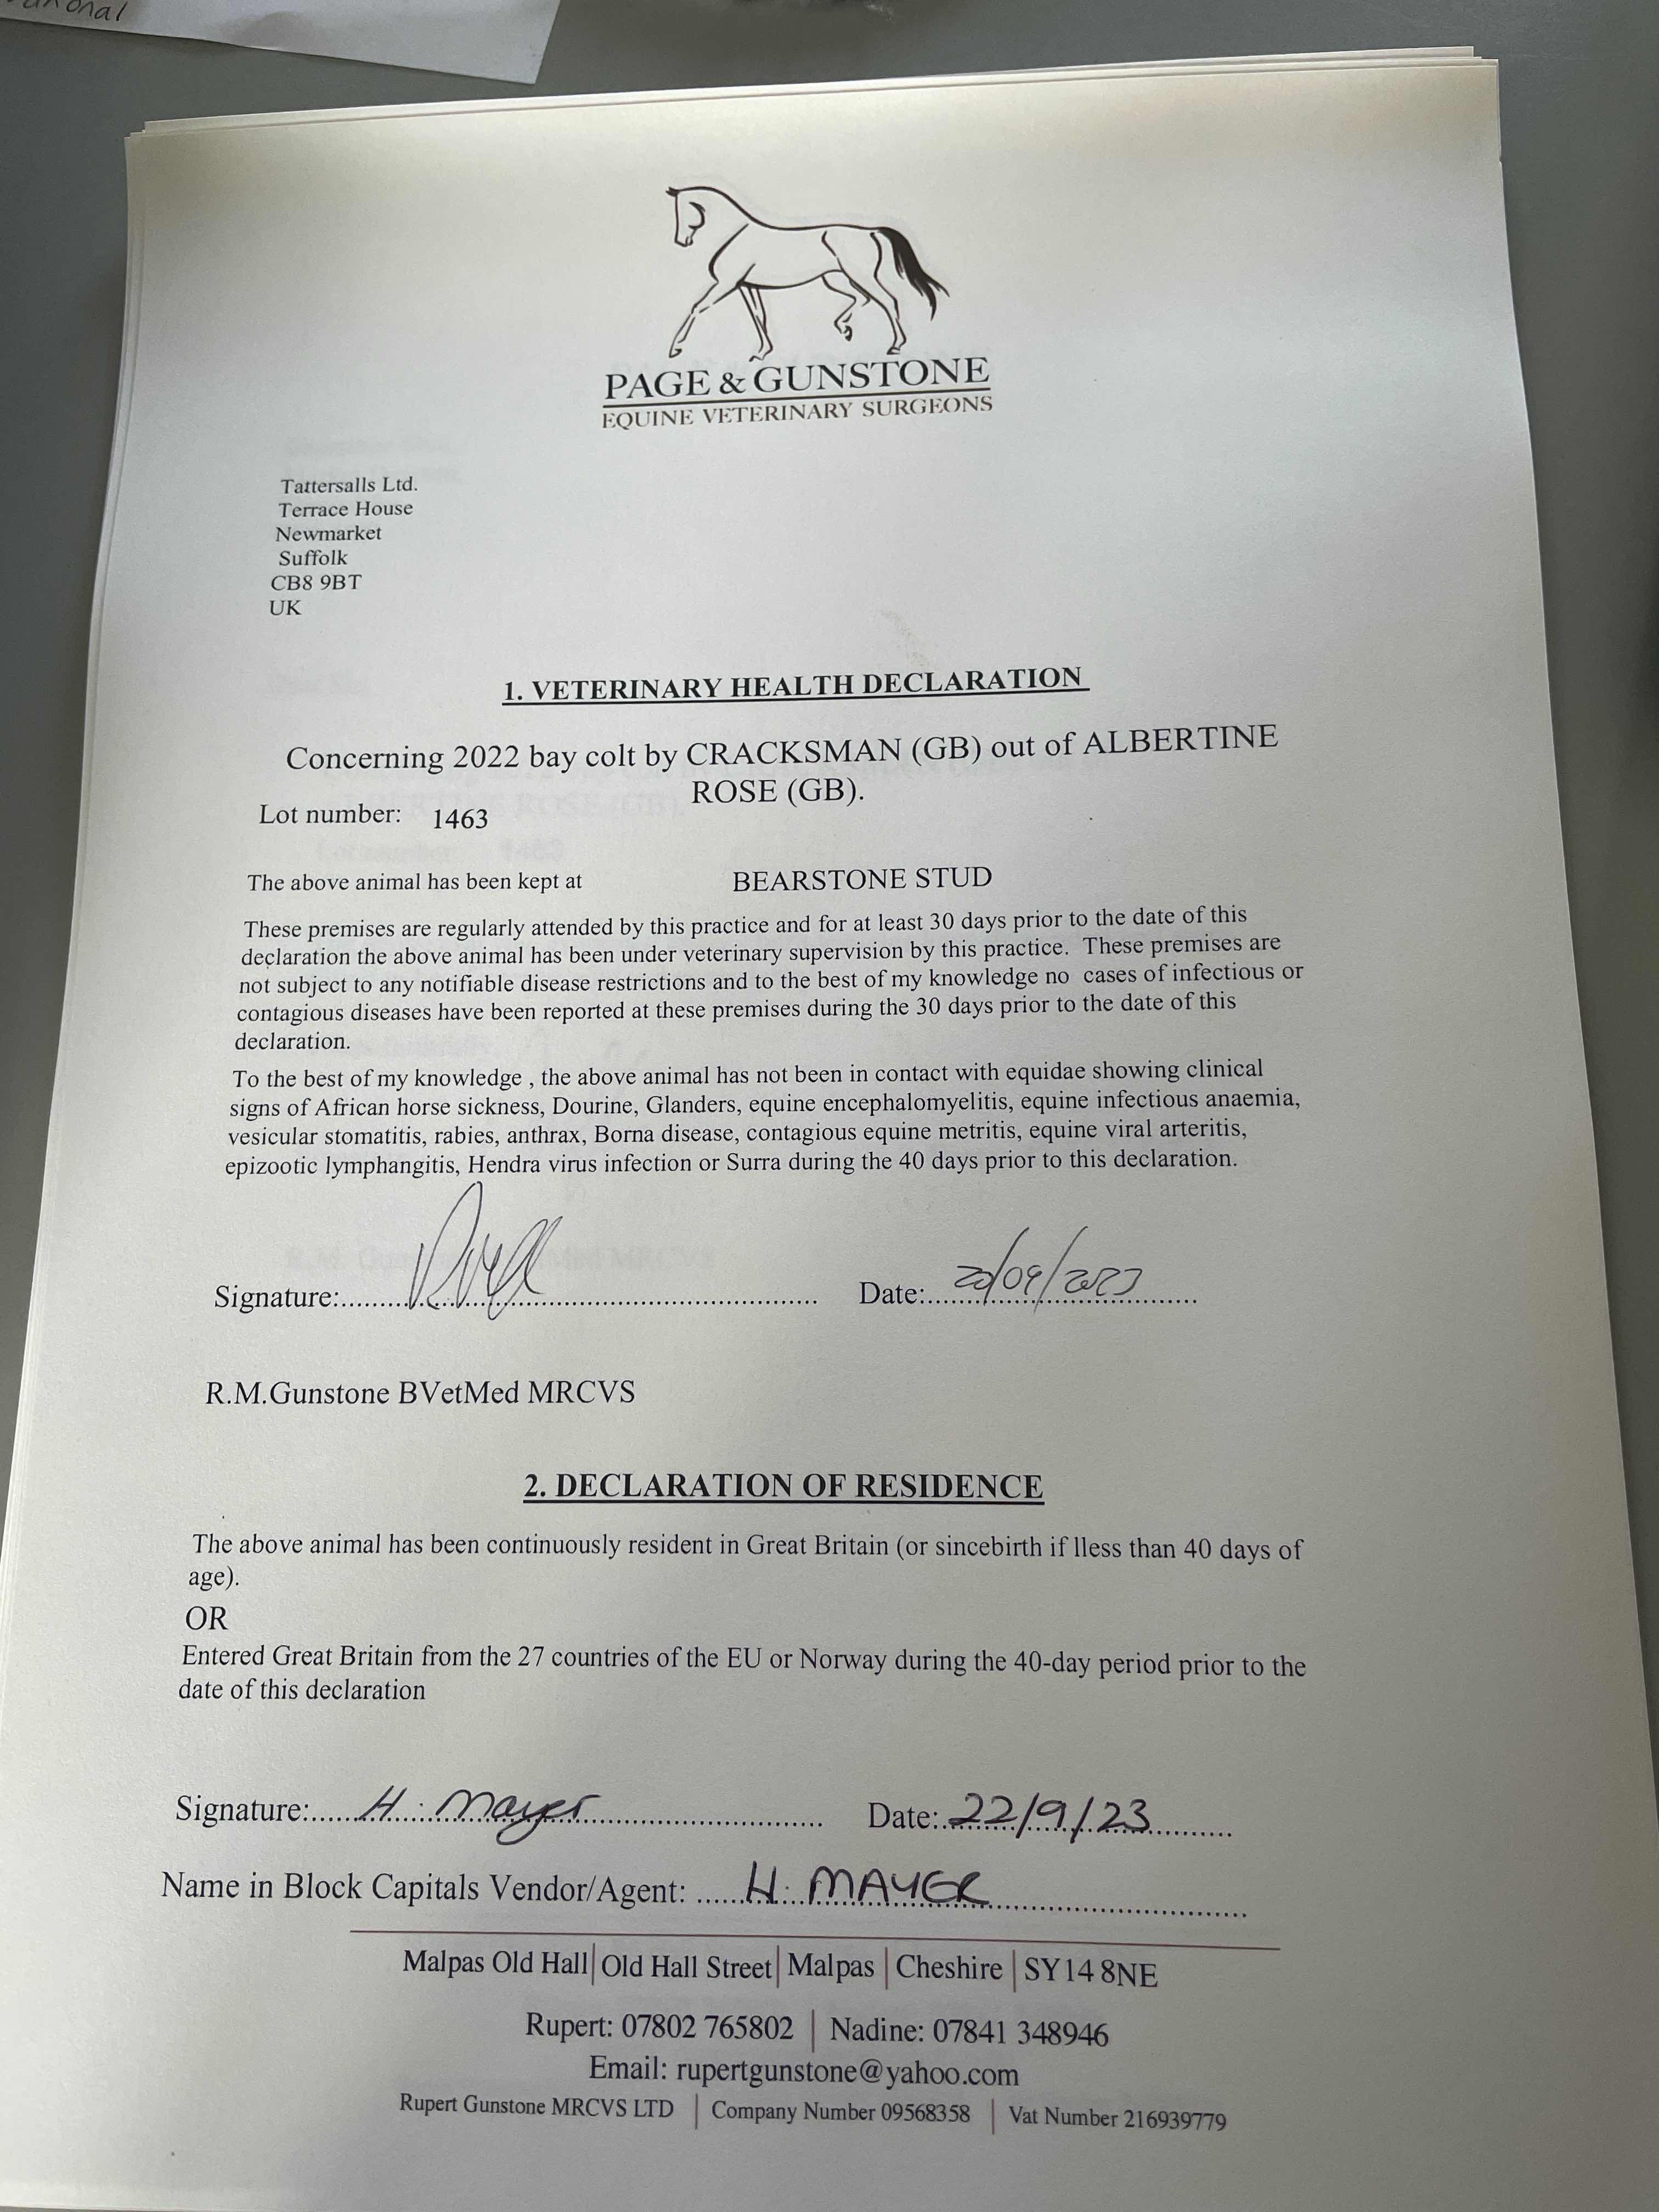 PAGE & GUNSTONE
EQUINE VETERINARY SURGEONS
Tattersalls Ltd.
Terrace House
Newmarket
Suffolk
CB8 9BT
UK
1. VETERINARY HEALTH DECLARATION
Concerning 2022 bay colt by CRACKSMAN (GB) out of ALBERTINE
ROSE (GB).
Lot number: 1463
The above animal has been kept at BEARSTONE STUD
These premises are regularly attended by this practice and for at least 30 days prior to the date of this
declaration the above animal has been under veterinary supervision by this practice. These premises are
not subject to any notifiable disease restrictions and to the best of my knowledge no cases of infectious or
contagious diseases have been reported at these premises during the 30 days prior to the date of this
declaration.
To the best of my knowledge , the above animal has not been in contact with equidae showing clinical
signs of African horse sickness, Dourine, Glanders, equine encephalomyelitis, equine infectious anaemia,
vesicular stomatitis, rabies, anthrax, Borna disease, contagious equine metritis, equine viral arteritis,
epizootic lymphangitis, Hendra virus infection or Surra during the 40 days prior to this declaration.
Signature: Date: 20/09/2023
R.M.Gunstone BVetMed MRCVS
2. DECLARATION OF RESIDENCE
The above animal has been continuously resident in Great Britain (or sincebirth if lless than 40 days of
age).
OR
Entered Great Britain from the 27 countries of the EU or Norway during the 40-day period prior to the
date of this declaration
Signature: H. Mayer Date: 22/9/23
Name in Block Capitals Vendor/Agent: H. MAYER
Malpas Old Hall | Old Hall Street | Malpas | Cheshire | SY14 8NE
Rupert: 07802 765802 | Nadine: 07841 348946
Email: rupertgunstone@yahoo.com
Rupert Gunstone MRCVS LTD | Company Number 09568358 | Vat Number 216939779